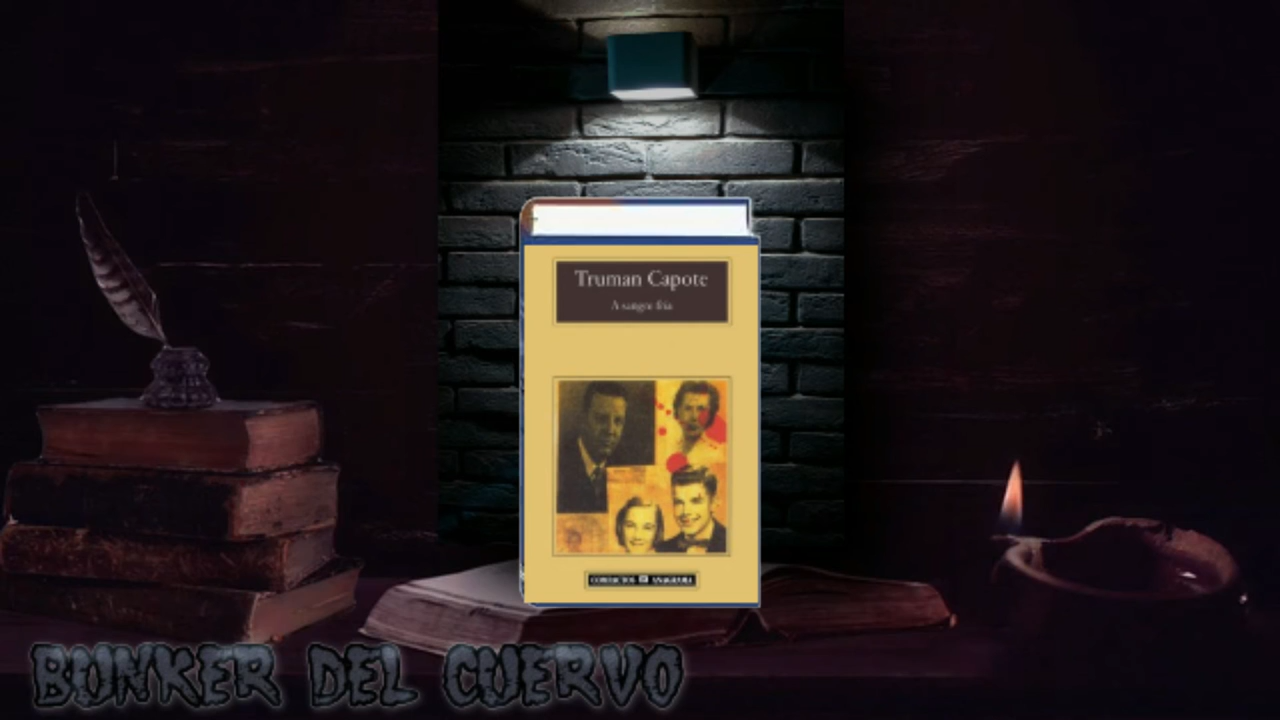 Truman Capote
A sangre fría
COMPACTOS ANAGRAMA
BUNKER DEL CUERVO